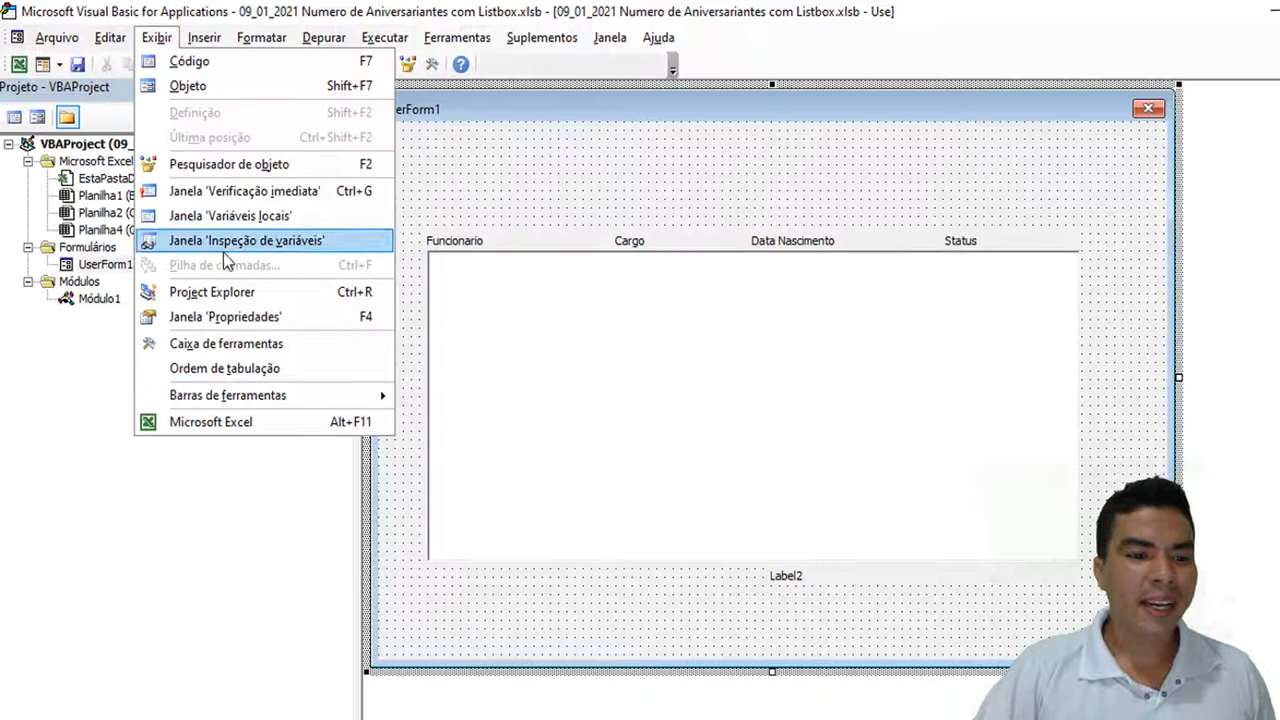 Microsoft Visual Basic for Applications - 09_01_2021 Numero de Aniversariantes com Listbox.xlsb - [09_01_2021 Numero de Aniversariantes com Listbox.xlsb - Use]
Arquivo Editar Exibir Inserir Formatar Depurar Executar Ferramentas Suplementos Janela Ajuda
Projeto - VBAProject
VBAProject (09_
Microsoft Excel
EstaPastaD
Planilha1 (
Planilha2 (
Planilha4 (
Formulários
UserForm1
Módulos
Módulo1
Código F7
Objeto Shift+F7
Definição Shift+F2
Última posição Ctrl+Shift+F2
Pesquisador de objeto F2
Janela 'Verificação imediata' Ctrl+G
Janela 'Variáveis locais'
Janela 'Inspeção de variáveis'
Pilha de chamadas... Ctrl+F
Project Explorer Ctrl+R
Janela 'Propriedades' F4
Caixa de ferramentas
Ordem de tabulação
Barras de ferramentas
Microsoft Excel Alt+F11
erForm1
Funcionario Cargo Data Nascimento Status
Label2